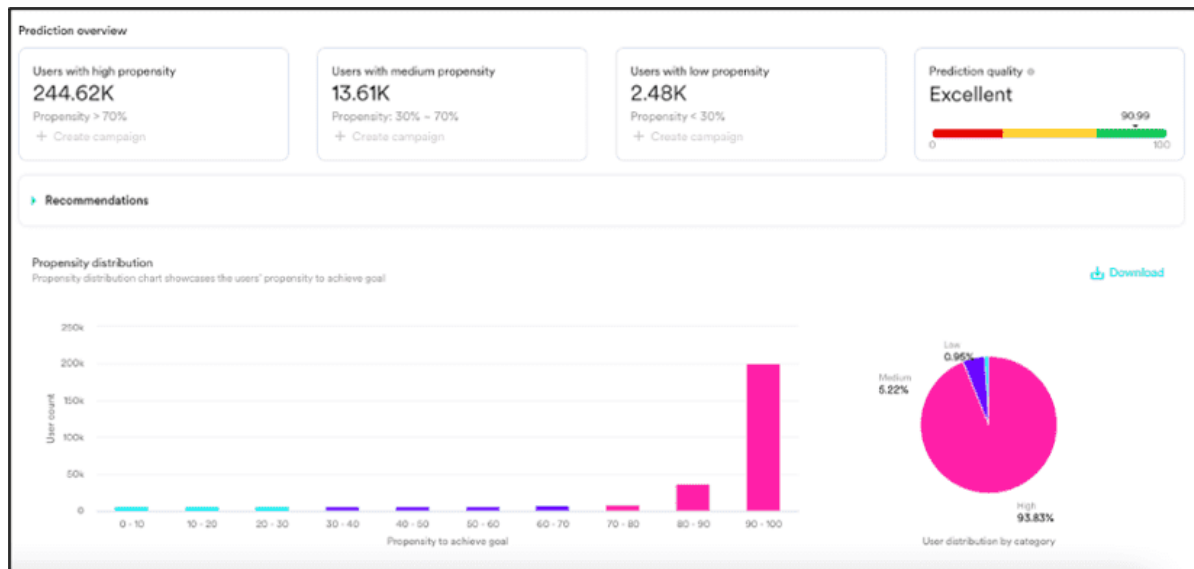 Prediction overview
Users with high propensity
244.62K
Propensity > 70%
+ Create campaign
Users with medium propensity
13.61K
Propensity: 30% – 70%
+ Create campaign
Users with low propensity
2.48K
Propensity < 30%
+ Create campaign
Prediction quality
Excellent
90.99
0
100
Recommendations
Propensity distribution
Propensity distribution chart showcases the users' propensity to achieve goal
Download
250k
200k
150k
100k
50k
0
User count
0 - 10
10 - 20
20 - 30
30 - 40
40 - 50
50 - 60
60 - 70
70 - 80
80 - 90
90 - 100
Propensity to achieve goal
Low
0.95%
Medium
5.22%
High
93.83%
User distribution by category